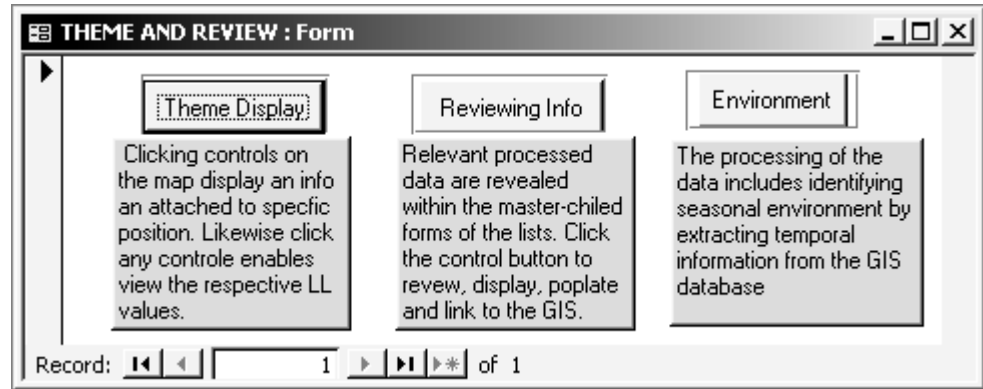 THEME AND REVIEW : Form
Theme Display
Reviewing Info
Environment
Clicking controls on
the map display an info
an attached to specfic
position. Likewise click
any controle enables
view the respective LL
values.
Relevant processed
data are revealed
within the master-chiled
forms of the lists. Click
the control button to
revew, display, poplate
and link to the GIS.
The processing of the
data includes identifying
seasonal environment by
extracting temporal
information from the GIS
database
Record: 1 of 1